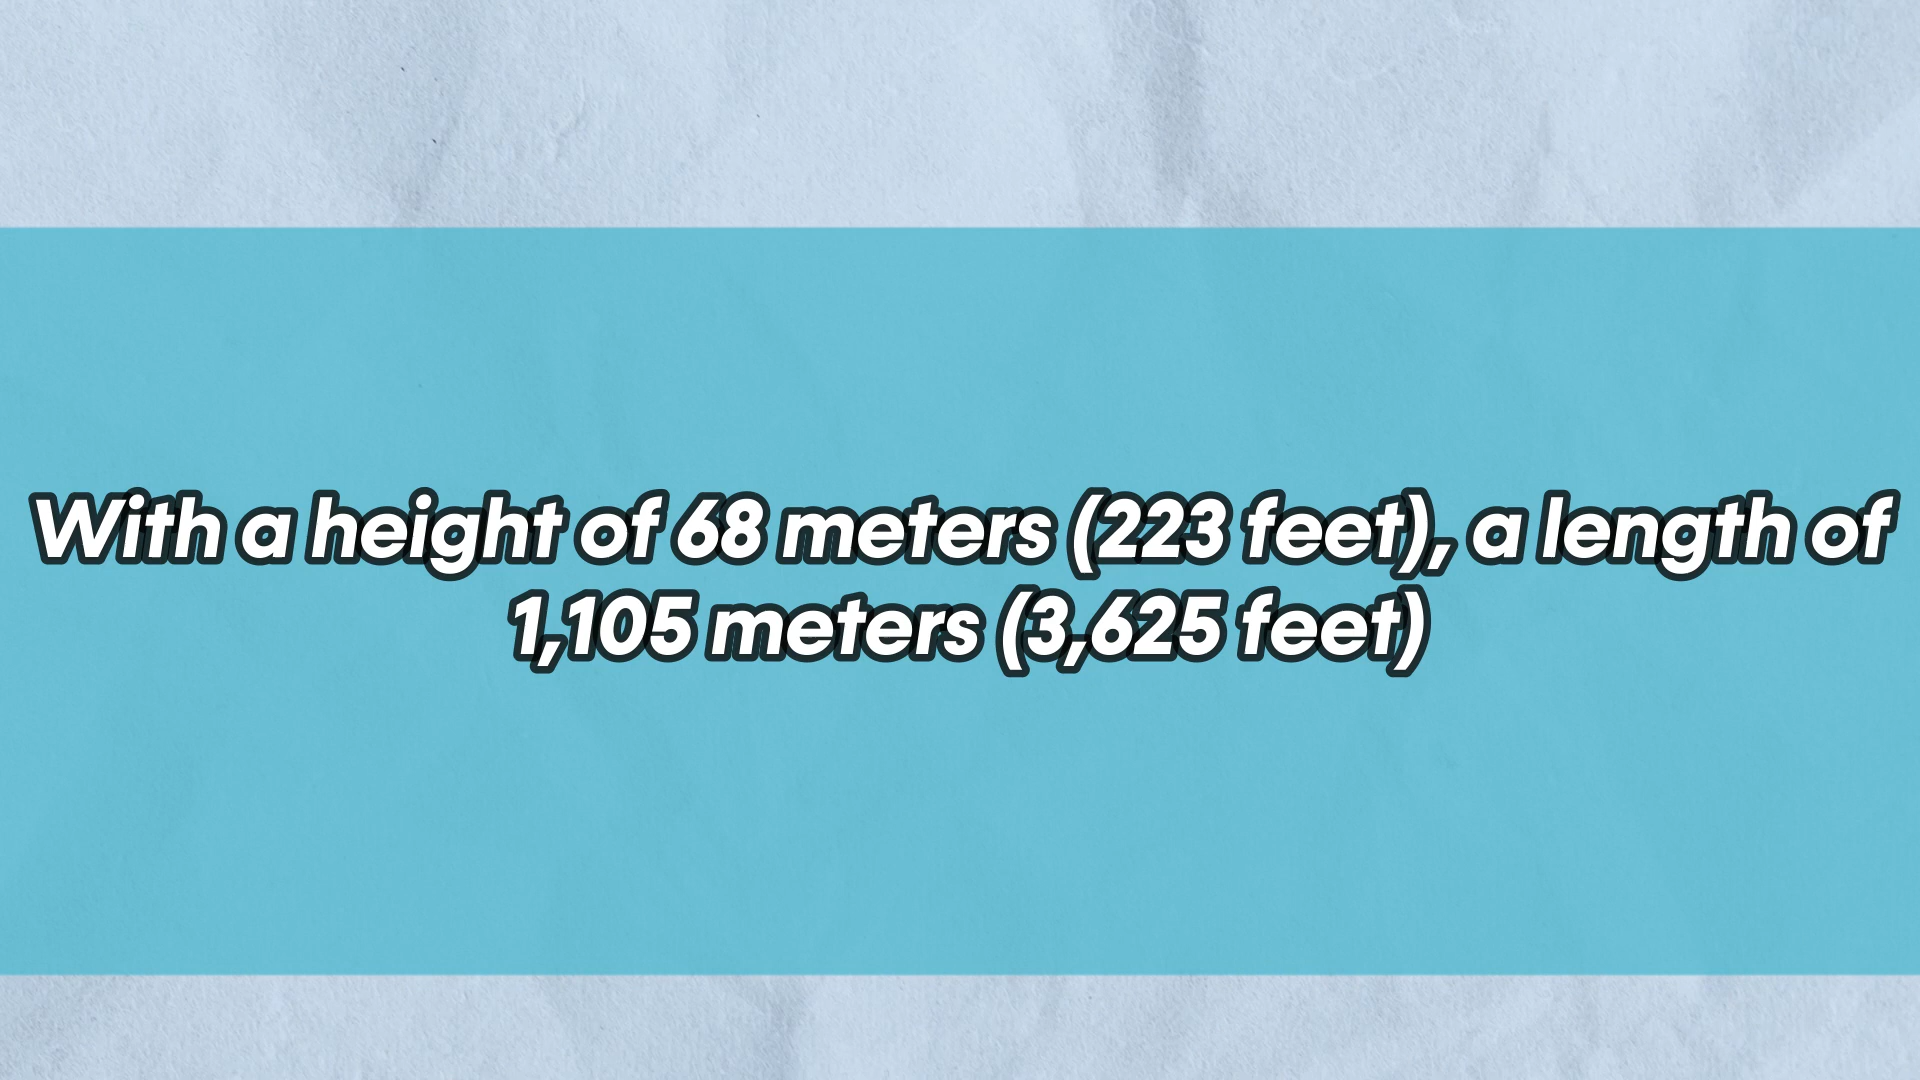 With a height of 68 meters (223 feet), a length of
1,105 meters (3,625 feet)